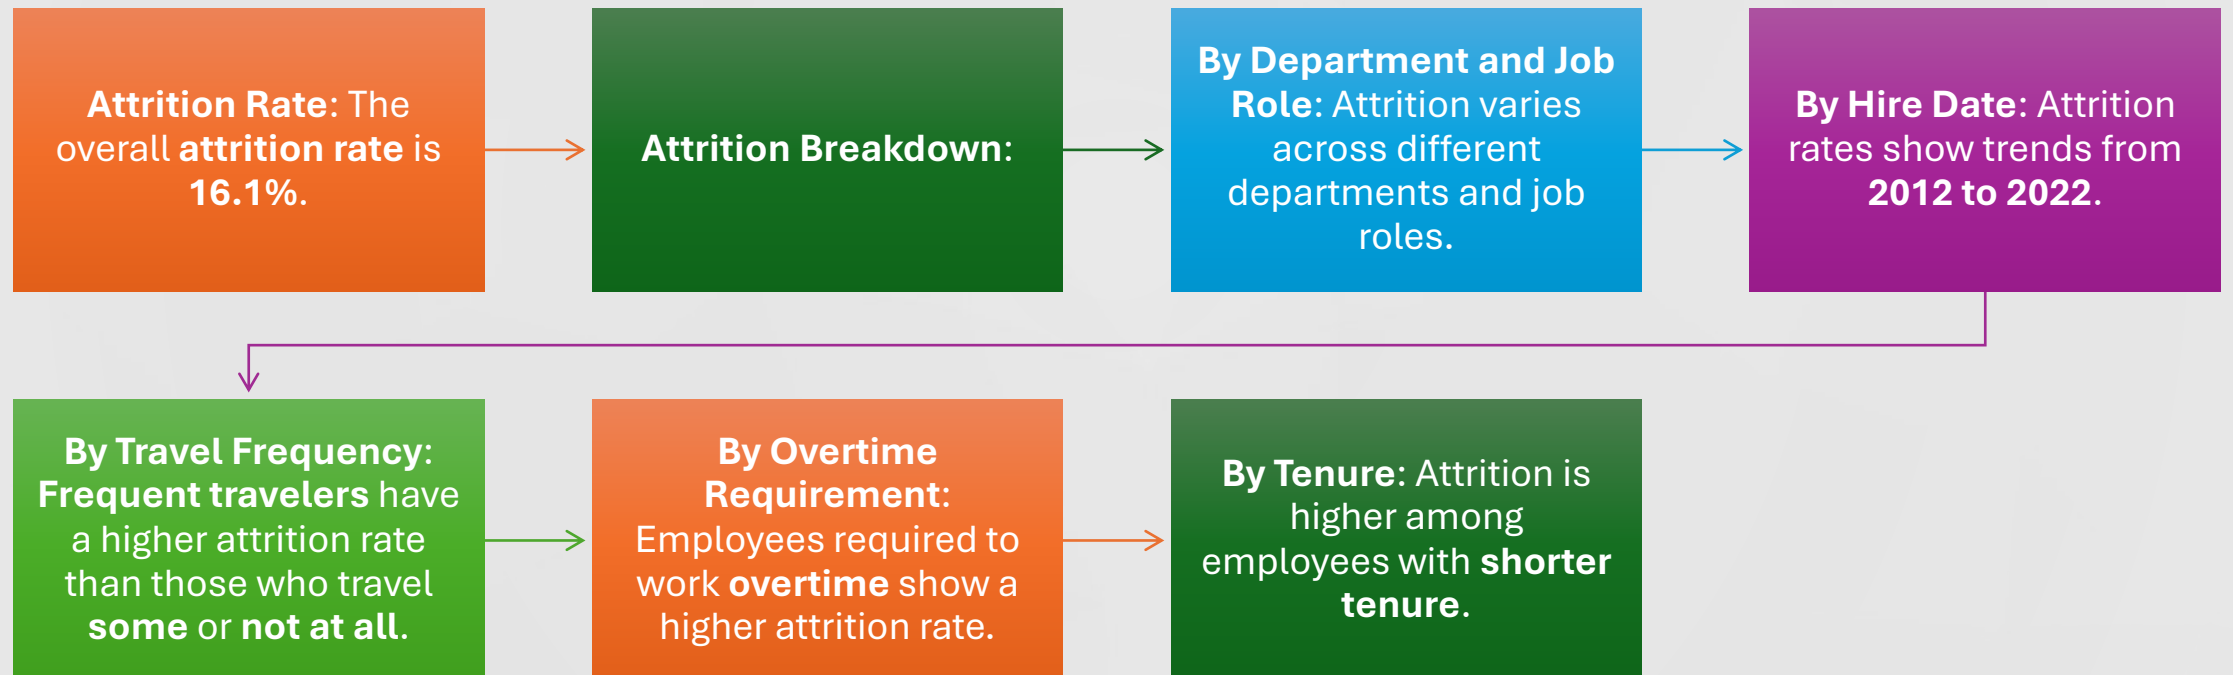 Attrition Rate: The
overall attrition rate is
16.1%.
Attrition Breakdown:
By Department and Job
Role: Attrition varies
across different
departments and job
roles.
By Hire Date: Attrition
rates show trends from
2012 to 2022.
By Travel Frequency:
Frequent travelers have
a higher attrition rate
than those who travel
some or not at all.
By Overtime
Requirement:
Employees required to
work overtime show a
higher attrition rate.
By Tenure: Attrition is
higher among
employees with shorter
tenure.